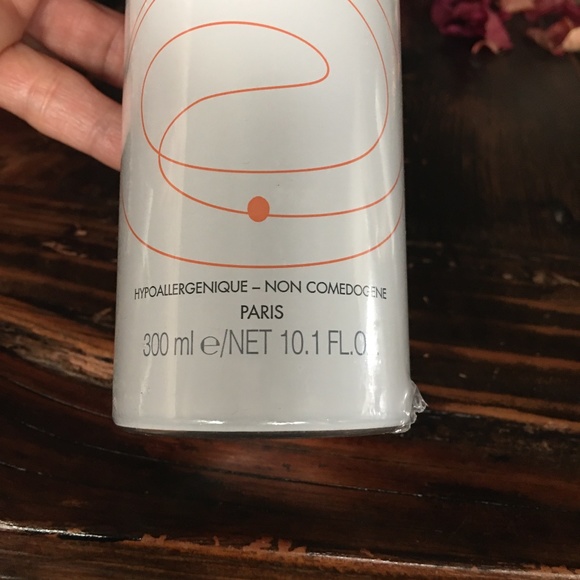 HYPOALLERGENIQUE – NON COMEDOGENE
PARIS
300 ml e/NET 10.1 FL.O